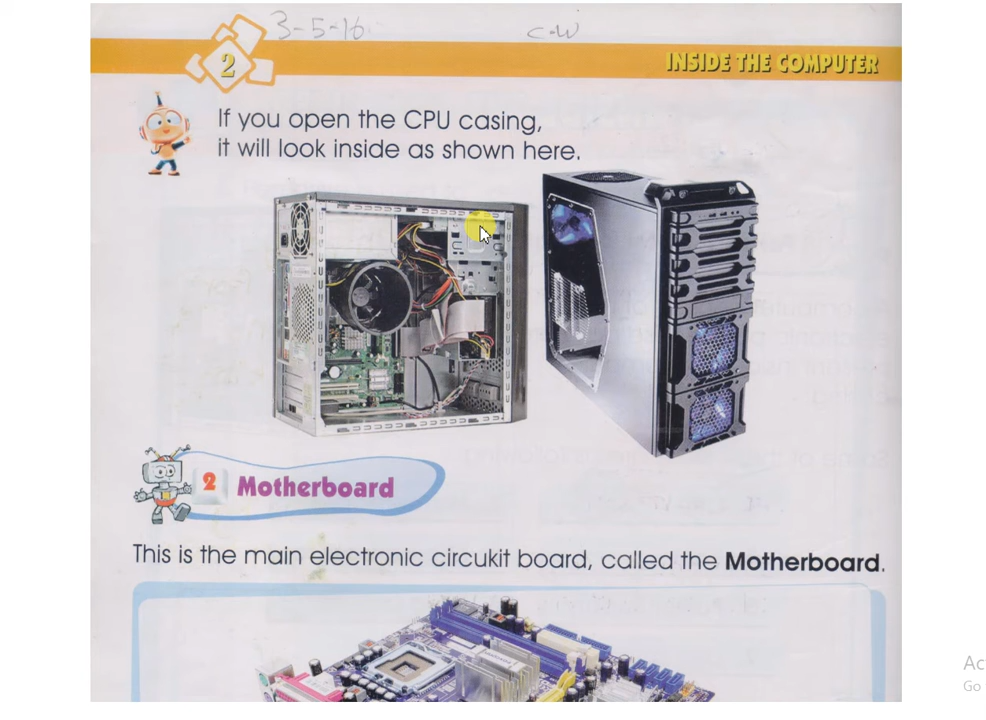 3-5-16
C.W
2
INSIDE THE COMPUTER
If you open the CPU casing,
it will look inside as shown here.
2 Motherboard
This is the main electronic circukit board, called the Motherboard.
Ac
Go